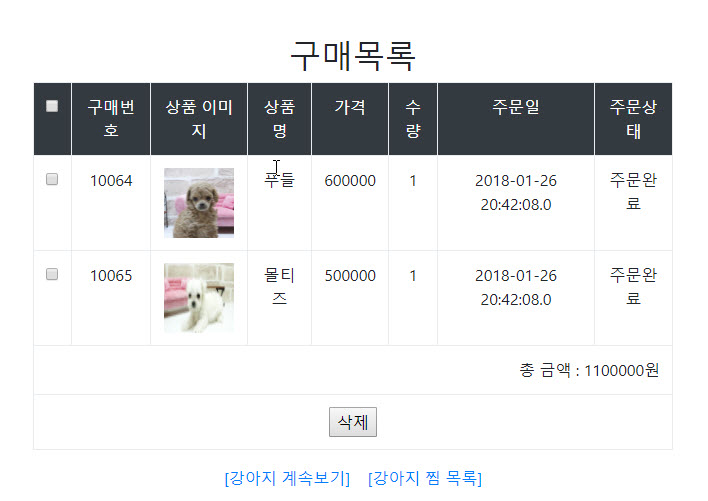 구매목록
구매번 상품 이미 상품 가격 수 주문일 주문상
호 지 명 량 태
10064 푸들 600000 1 2018-01-26 주문완
20:42:08.0 료
10065 몰티 500000 1 2018-01-26 주문완
즈 20:42:08.0 료
총 금액 : 1100000원
삭제
[강아지 계속보기] [강아지 찜 목록]